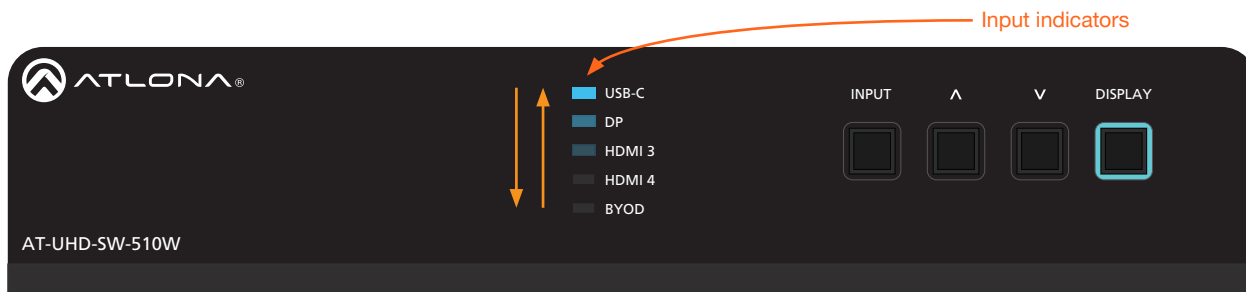 Input indicators
ATLONA®
USB-C
DP
HDMI 3
HDMI 4
BYOD
INPUT ∧ ∨ DISPLAY
AT-UHD-SW-510W